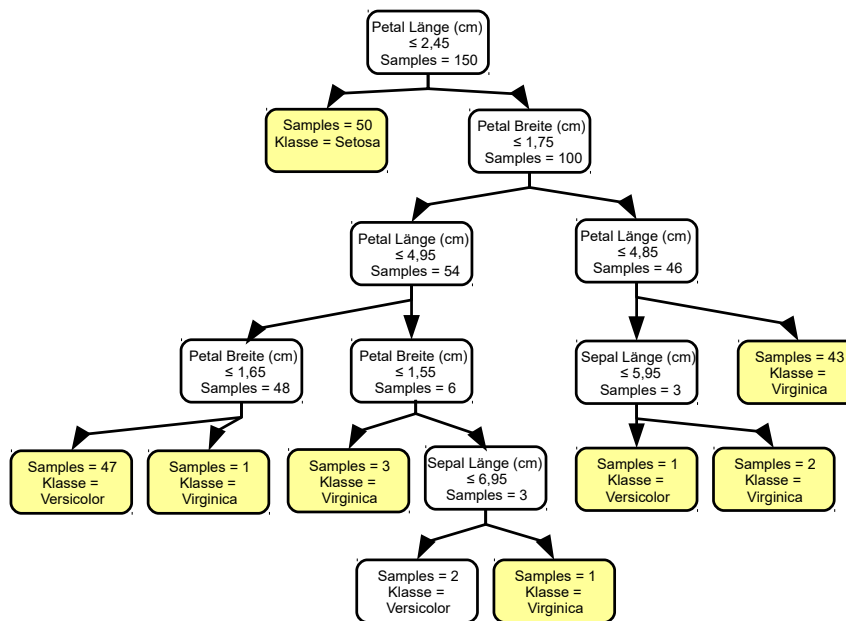 Petal Länge (cm)
≤ 2,45
Samples = 150
Samples = 50
Klasse = Setosa
Petal Breite (cm)
≤ 1,75
Samples = 100
Petal Länge (cm)
≤ 4,95
Samples = 54
Petal Länge (cm)
≤ 4,85
Samples = 46
Petal Breite (cm)
≤ 1,65
Samples = 48
Petal Breite (cm)
≤ 1,55
Samples = 6
Sepal Länge (cm)
≤ 5,95
Samples = 3
Samples = 43
Klasse =
Virginica
Samples = 47
Klasse =
Versicolor
Samples = 1
Klasse =
Virginica
Samples = 3
Klasse =
Virginica
Sepal Länge (cm)
≤ 6,95
Samples = 3
Samples = 1
Klasse =
Versicolor
Samples = 2
Klasse =
Virginica
Samples = 2
Klasse =
Versicolor
Samples = 1
Klasse =
Virginica